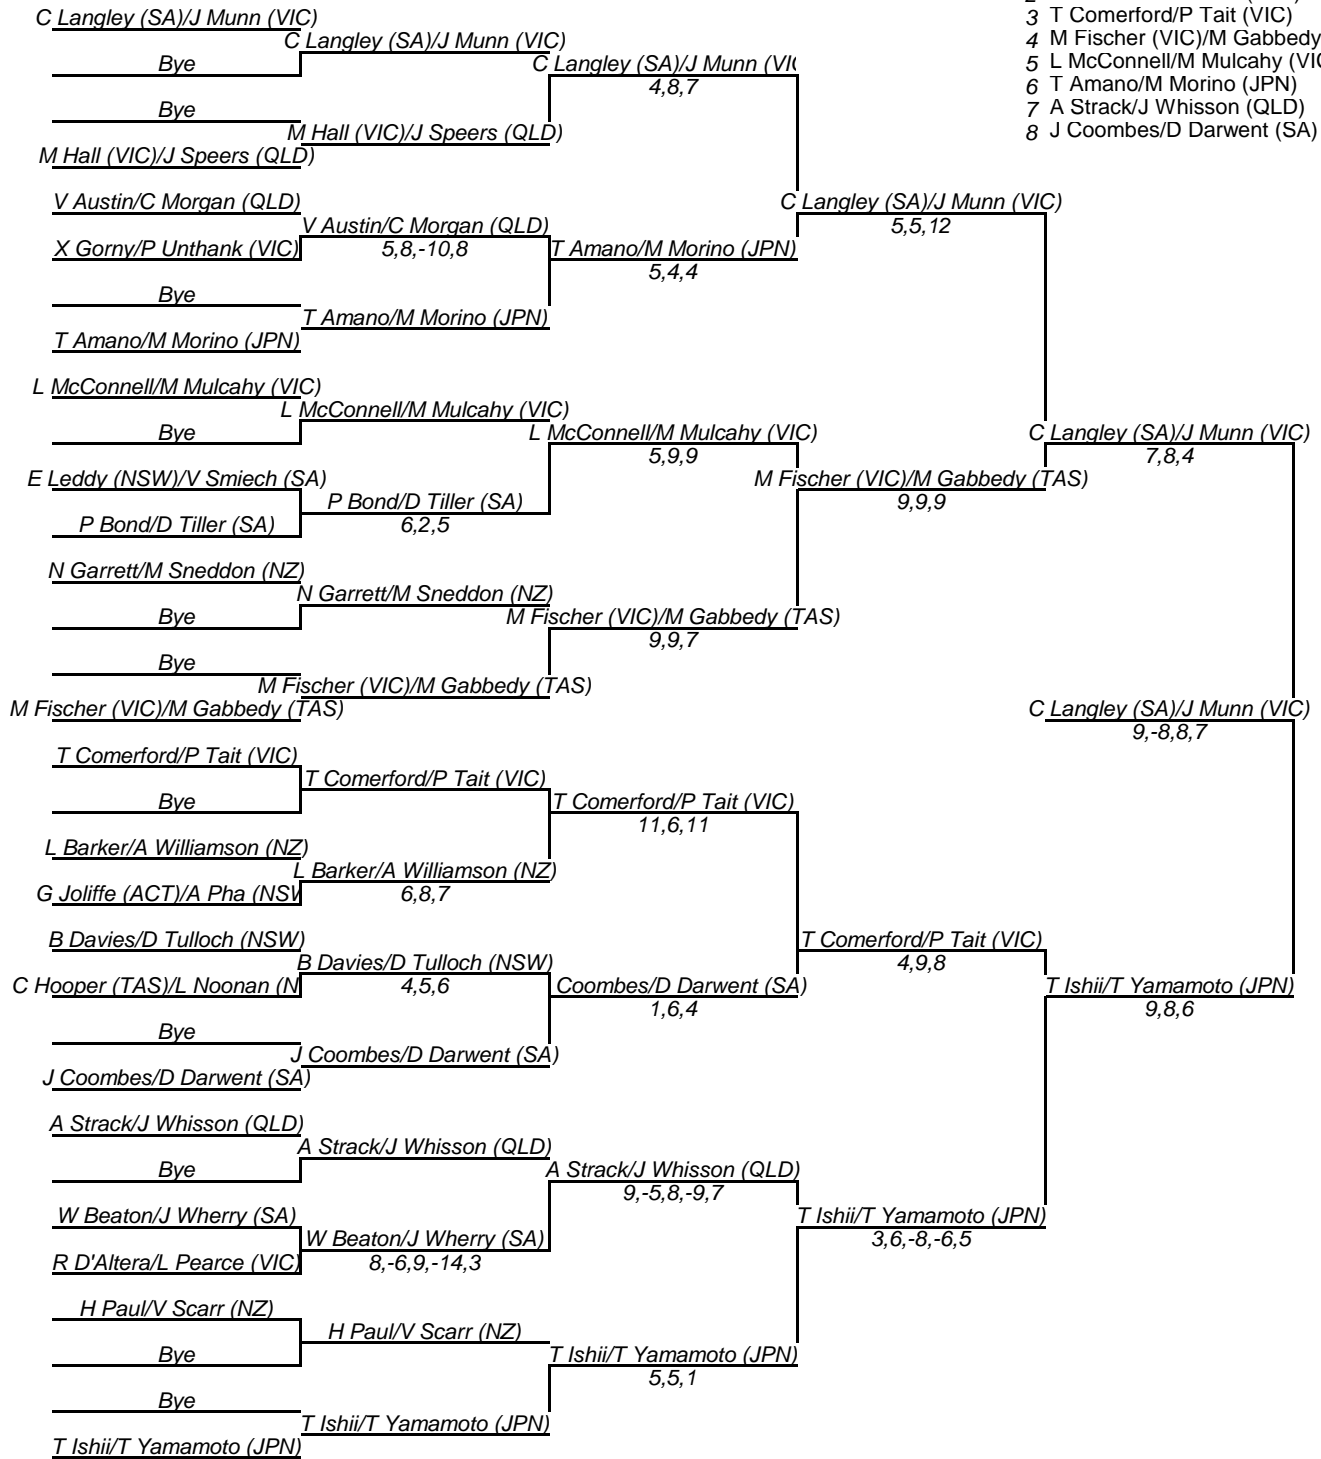 C Langley (SA)/J Munn (VIC)
Bye
Bye
M Hall (VIC)/J Speers (QLD)
V Austin/C Morgan (QLD)
X Gorny/P Unthank (VIC)
Bye
T Amano/M Morino (JPN)
L McConnell/M Mulcahy (VIC)
Bye
E Leddy (NSW)/V Smiech (SA)
P Bond/D Tiller (SA)
N Garrett/M Sneddon (NZ)
Bye
Bye
M Fischer (VIC)/M Gabbedy (TAS)
T Comerford/P Tait (VIC)
Bye
L Barker/A Williamson (NZ)
G Joliffe (ACT)/A Pha (NSW
B Davies/D Tulloch (NSW)
C Hooper (TAS)/L Noonan (N
Bye
J Coombes/D Darwent (SA)
A Strack/J Whisson (QLD)
Bye
W Beaton/J Wherry (SA)
R D'Altera/L Pearce (VIC)
H Paul/V Scarr (NZ)
Bye
Bye
T Ishii/T Yamamoto (JPN)
C Langley (SA)/J Munn (VIC)
M Hall (VIC)/J Speers (QLD)
V Austin/C Morgan (QLD)
5,8,-10,8
T Amano/M Morino (JPN)
L McConnell/M Mulcahy (VIC)
P Bond/D Tiller (SA)
6,2,5
N Garrett/M Sneddon (NZ)
M Fischer (VIC)/M Gabbedy (TAS)
T Comerford/P Tait (VIC)
L Barker/A Williamson (NZ)
6,8,7
B Davies/D Tulloch (NSW)
4,5,6
J Coombes/D Darwent (SA)
A Strack/J Whisson (QLD)
W Beaton/J Wherry (SA)
8,-6,9,-14,3
H Paul/V Scarr (NZ)
T Ishii/T Yamamoto (JPN)
C Langley (SA)/J Munn (VIC
4,8,7
T Amano/M Morino (JPN)
5,4,4
L McConnell/M Mulcahy (VIC)
5,9,9
M Fischer (VIC)/M Gabbedy (TAS)
9,9,7
T Comerford/P Tait (VIC)
11,6,11
Coombes/D Darwent (SA)
1,6,4
A Strack/J Whisson (QLD)
9,-5,8,-9,7
T Ishii/T Yamamoto (JPN)
5,5,1
C Langley (SA)/J Munn (VIC)
5,5,12
M Fischer (VIC)/M Gabbedy (TAS)
9,9,9
T Comerford/P Tait (VIC)
4,9,8
T Ishii/T Yamamoto (JPN)
3,6,-8,-6,5
C Langley (SA)/J Munn (VIC)
7,8,4
T Ishii/T Yamamoto (JPN)
9,8,6
C Langley (SA)/J Munn (VIC)
9,-8,8,7
3 T Comerford/P Tait (VIC)
4 M Fischer (VIC)/M Gabbedy
5 L McConnell/M Mulcahy (VIC
6 T Amano/M Morino (JPN)
7 A Strack/J Whisson (QLD)
8 J Coombes/D Darwent (SA)